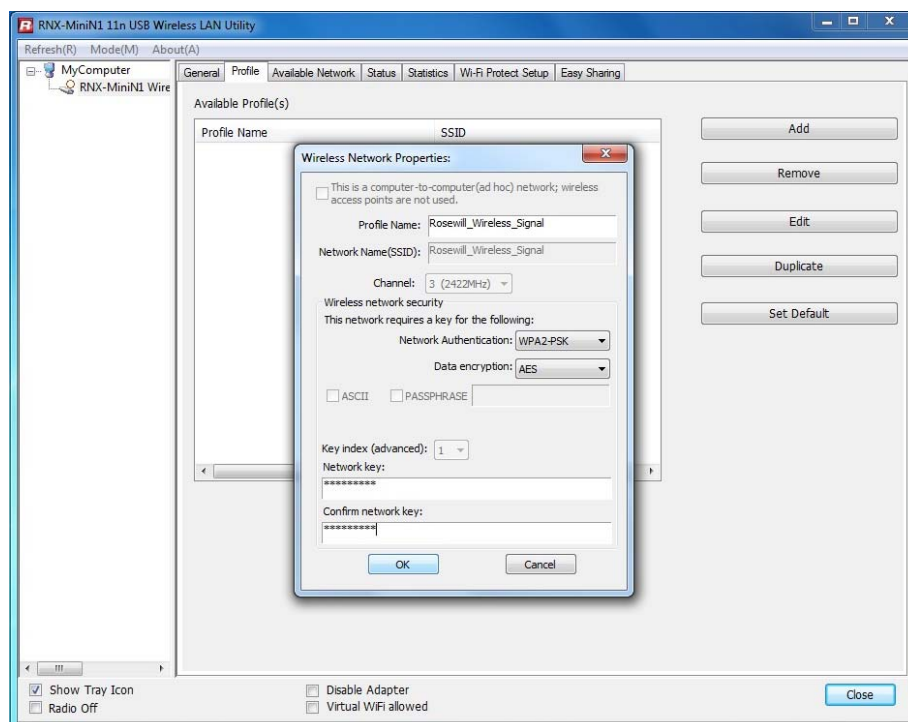 R RNX-MiniN1 11n USB Wireless LAN Utility
Refresh(R) Mode(M) About(A)
MyComputer
RNX-MiniN1 Wire
General Profile Available Network Status Statistics Wi-Fi Protect Setup Easy Sharing
Available Profile(s)
Profile Name SSID
Add
Remove
Edit
Duplicate
Set Default
Wireless Network Properties:
This is a computer-to-computer(ad hoc) network; wireless
access points are not used.
Profile Name: Rosewill_Wireless_Signal
Network Name(SSID): Rosewill_Wireless_Signal
Channel: 3 (2422MHz)
Wireless network security
This network requires a key for the following:
Network Authentication: WPA2-PSK
Data encryption: AES
ASCII PASSPHRASE
Key index (advanced): 1
Network key:
*********
Confirm network key:
*********
OK Cancel
Show Tray Icon Disable Adapter
Radio Off Virtual WiFi allowed
Close